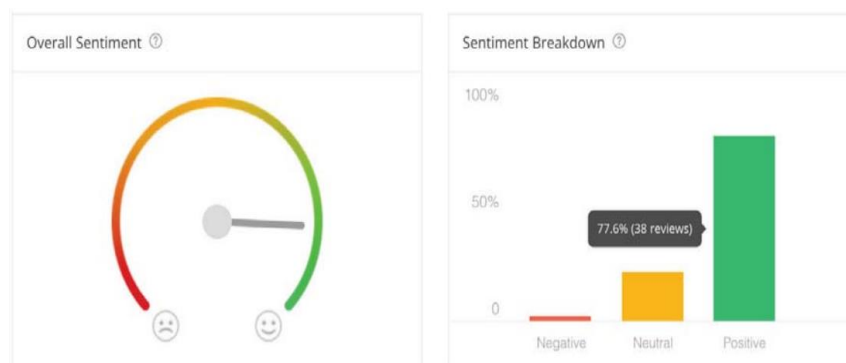 Overall Sentiment ?
Sentiment Breakdown ?
100%
50%
77.6% (38 reviews)
0
Negative
Neutral
Positive